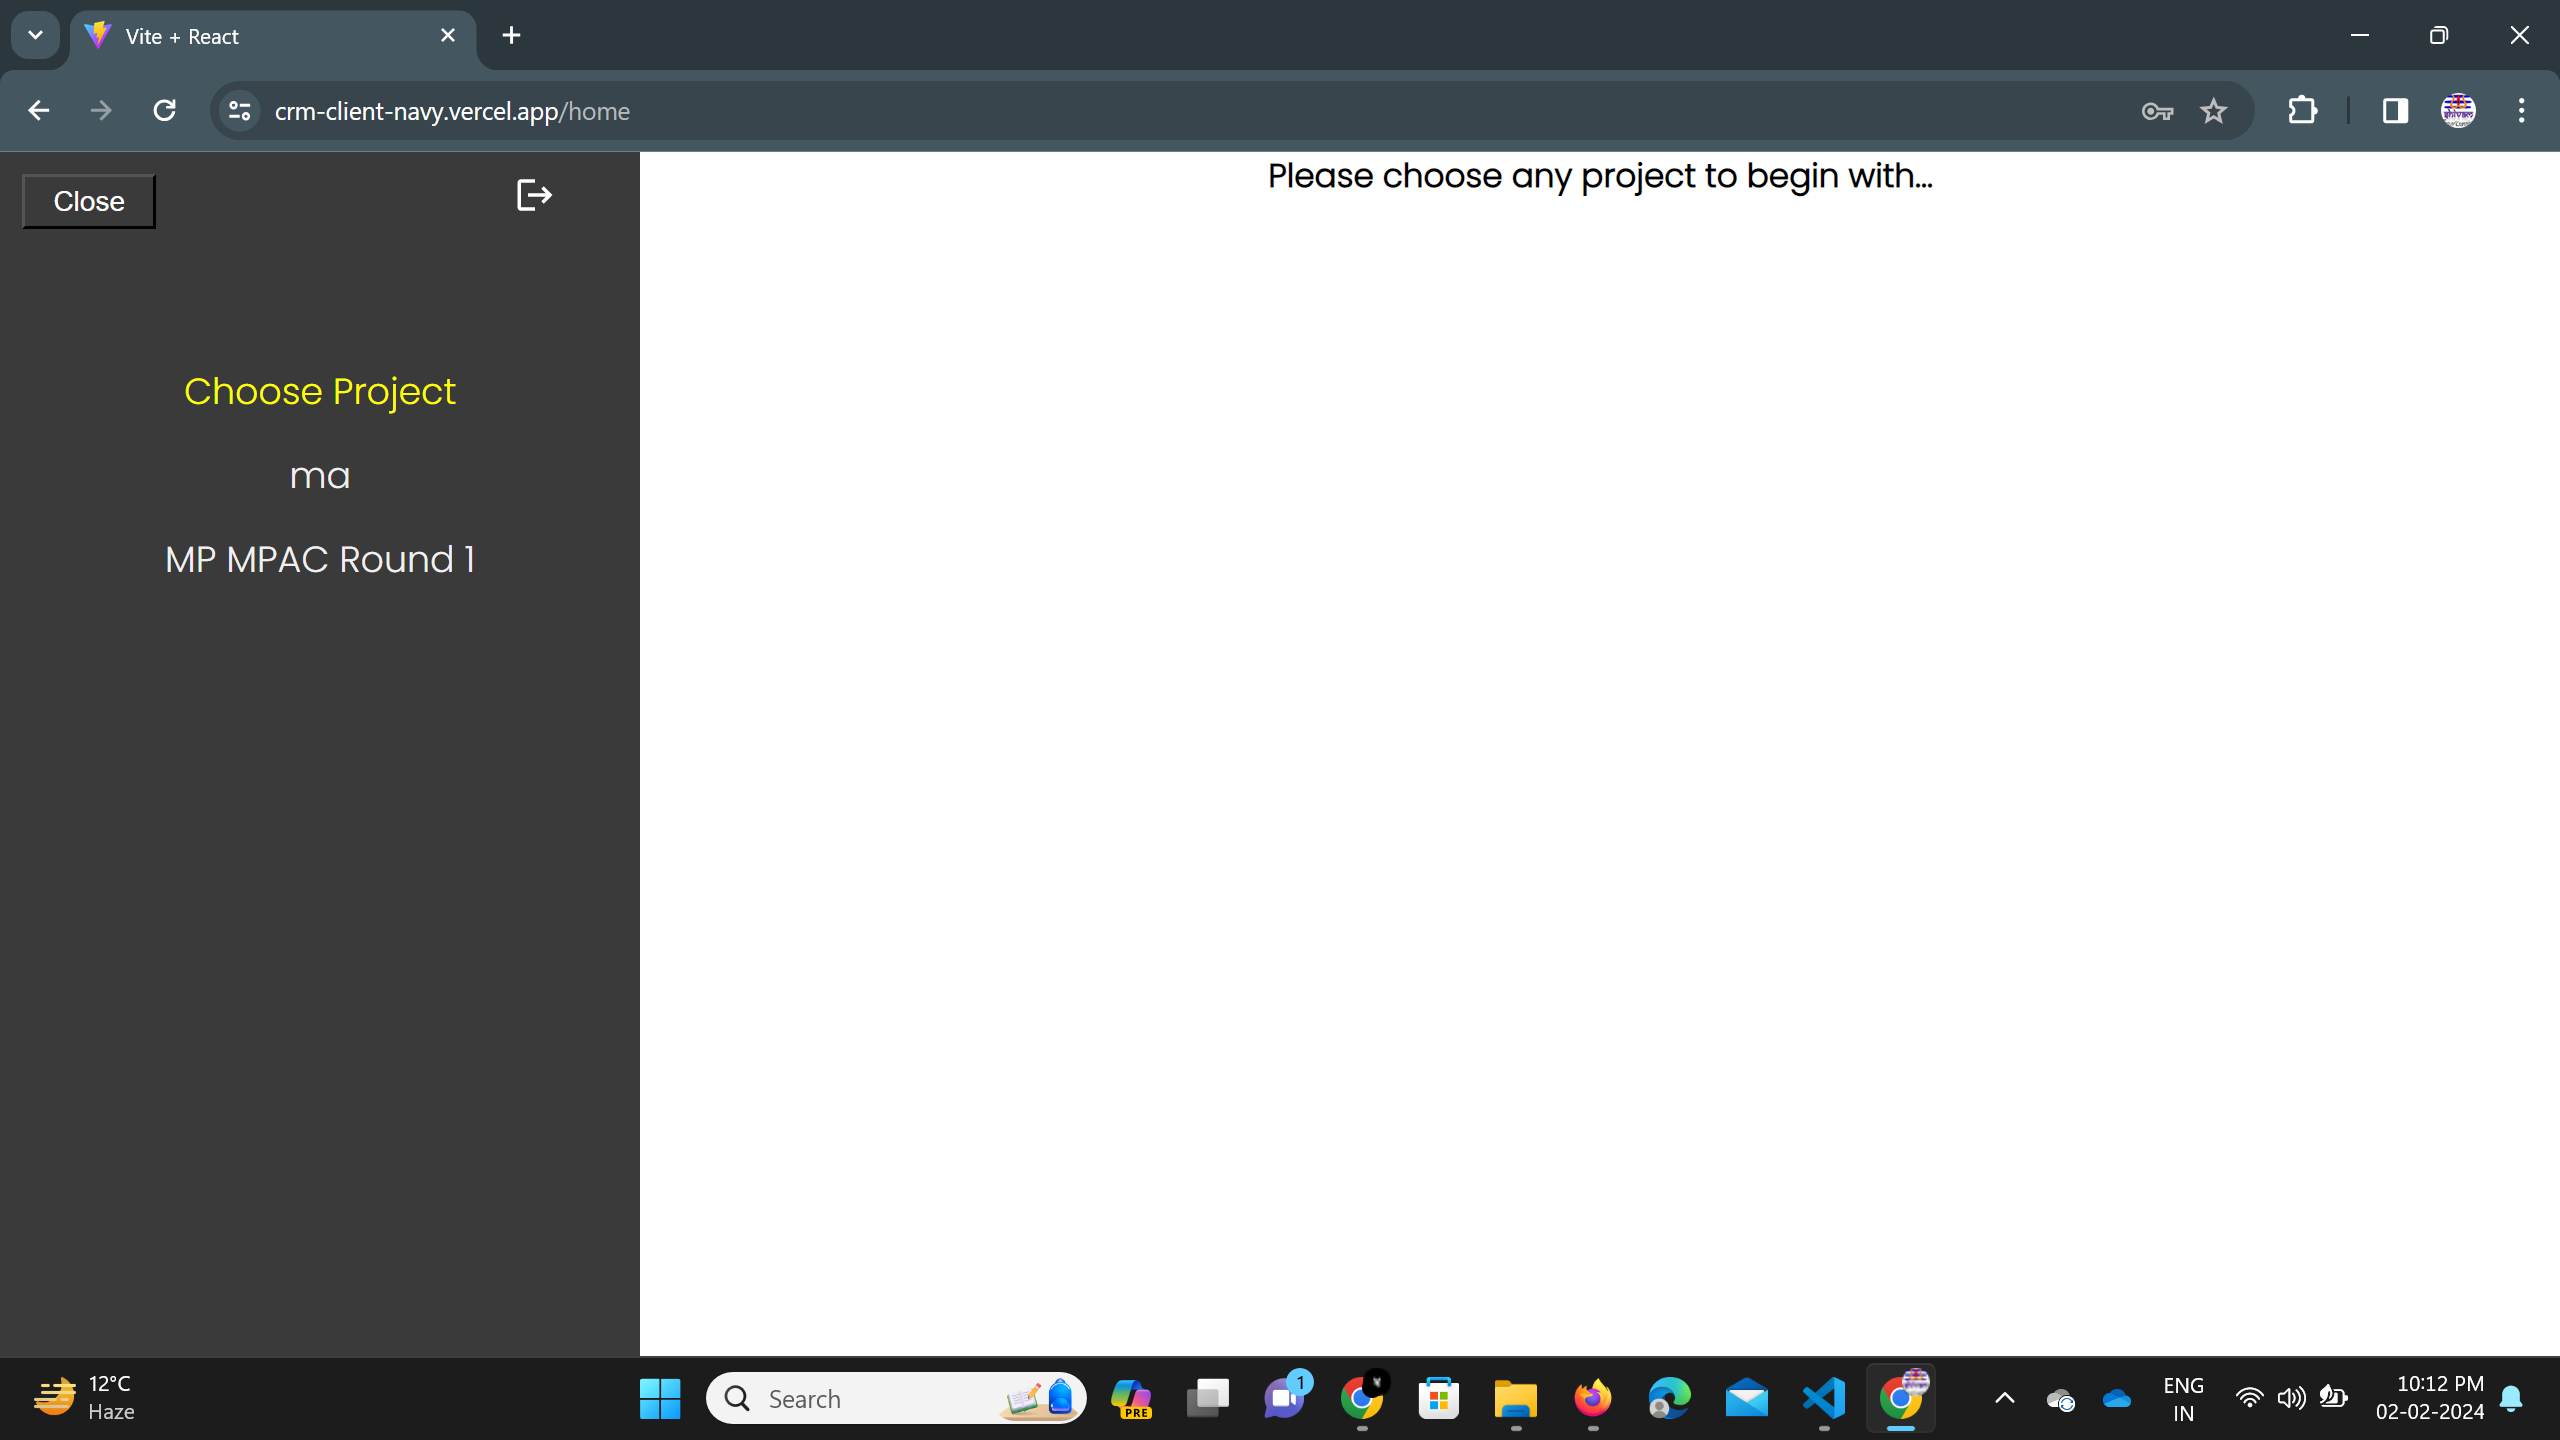 Vite + React
crm-client-navy.vercel.app/home
Close
Please choose any project to begin with...
Choose Project
ma
MP MPAC Round 1
12°C
Haze
Search
PRE
1
ENG
IN
10:12 PM
02-02-2024